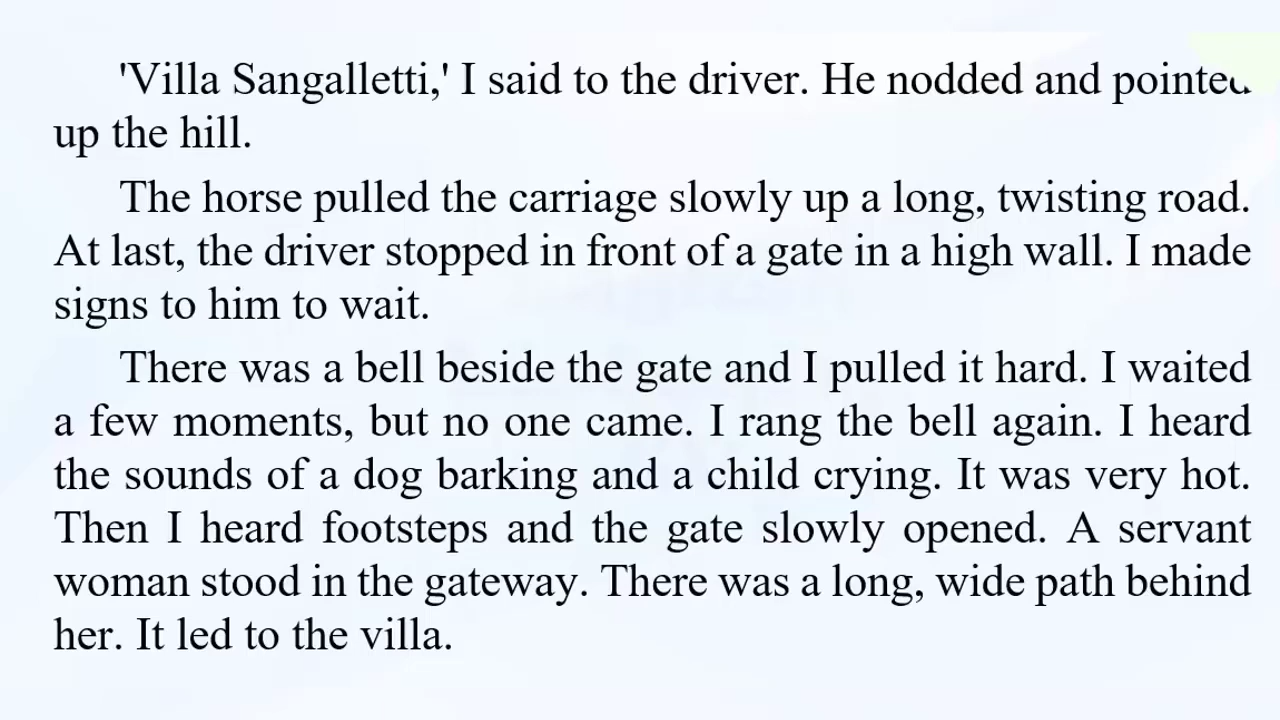 'Villa Sangalletti,' I said to the driver. He nodded and pointed
up the hill.
The horse pulled the carriage slowly up a long, twisting road.
At last, the driver stopped in front of a gate in a high wall. I made
signs to him to wait.
There was a bell beside the gate and I pulled it hard. I waited
a few moments, but no one came. I rang the bell again. I heard
the sounds of a dog barking and a child crying. It was very hot.
Then I heard footsteps and the gate slowly opened. A servant
woman stood in the gateway. There was a long, wide path behind
her. It led to the villa.